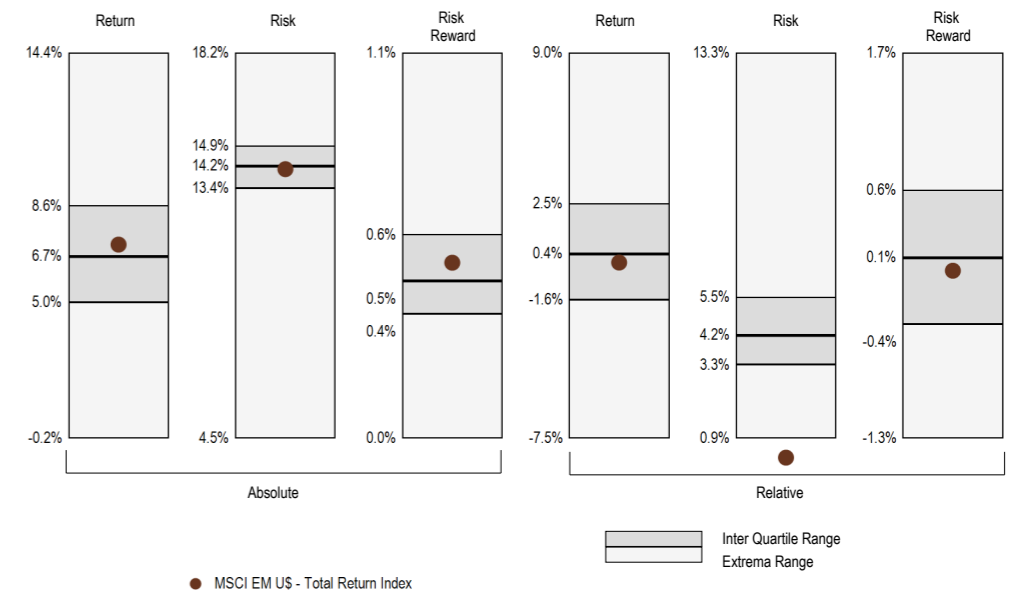 Return
Risk
Risk
Reward
Return
Risk
Risk
Reward
14.4%
8.6%
6.7%
5.0%
-0.2%
18.2%
14.9%
14.2%
13.4%
4.5%
1.1%
0.6%
0.5%
0.4%
0.0%
9.0%
2.5%
0.4%
-1.6%
-7.5%
13.3%
5.5%
4.2%
3.3%
0.9%
1.7%
0.6%
0.1%
-0.4%
-1.3%
Absolute
Relative
Inter Quartile Range
Extrema Range
MSCI EM U$ - Total Return Index